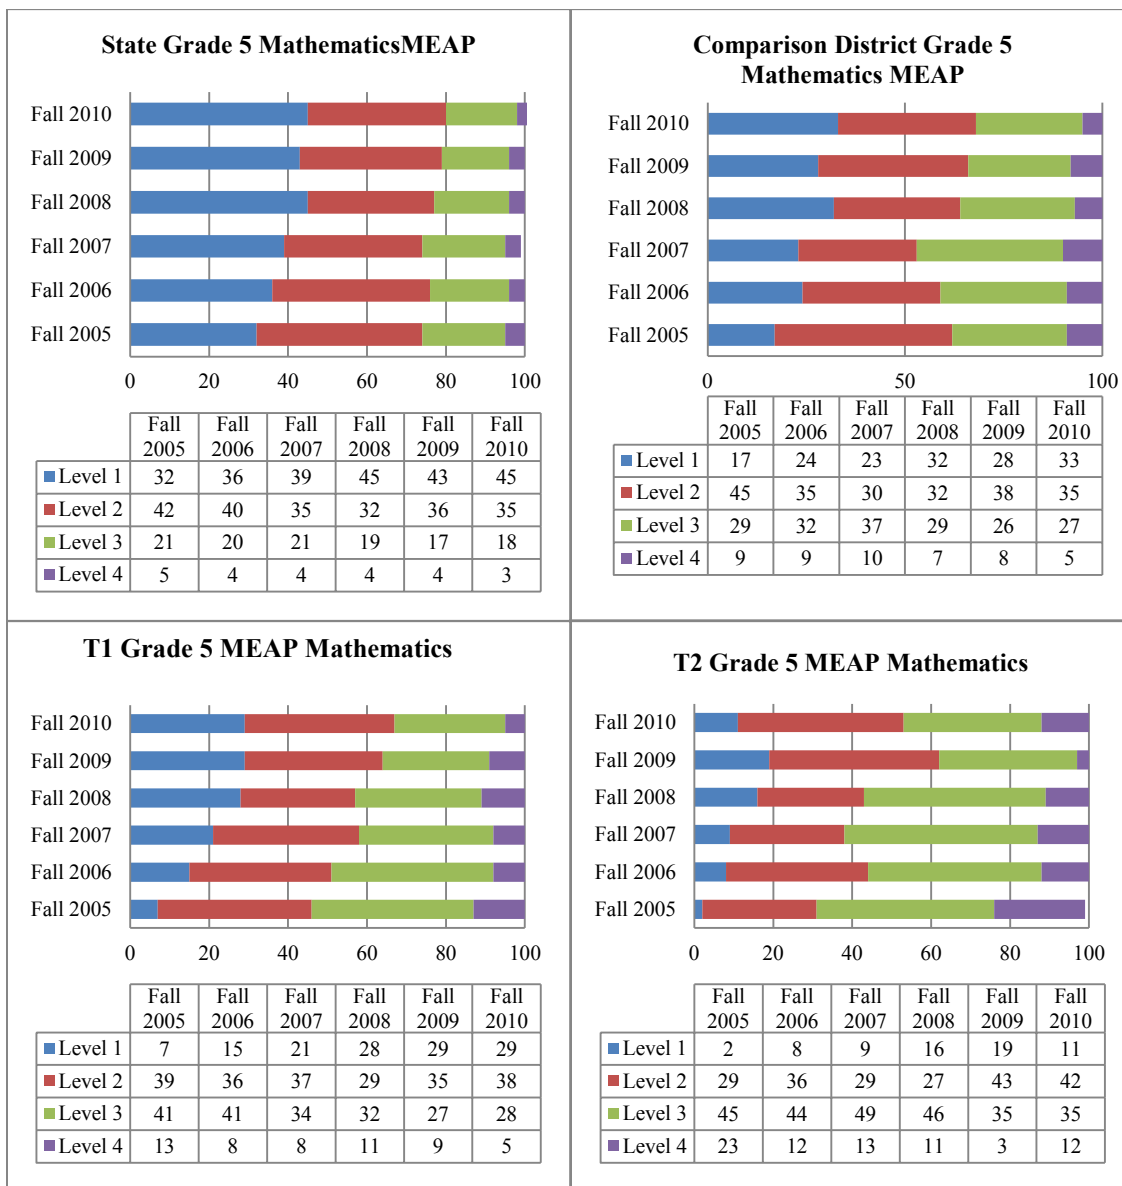 State Grade 5 MathematicsMEAP
Fall 2010
Fall 2009
Fall 2008
Fall 2007
Fall 2006
Fall 2005
0 20 40 60 80 100
Fall 2005 Fall 2006 Fall 2007 Fall 2008 Fall 2009 Fall 2010
Level 1 32 36 39 45 43 45
Level 2 42 40 35 32 36 35
Level 3 21 20 21 19 17 18
Level 4 5 4 4 4 4 3
Comparison District Grade 5
Mathematics MEAP
Fall 2010
Fall 2009
Fall 2008
Fall 2007
Fall 2006
Fall 2005
0 50 100
Fall 2005 Fall 2006 Fall 2007 Fall 2008 Fall 2009 Fall 2010
Level 1 17 24 23 32 28 33
Level 2 45 35 30 32 38 35
Level 3 29 32 37 29 26 27
Level 4 9 9 10 7 8 5
T1 Grade 5 MEAP Mathematics
Fall 2010
Fall 2009
Fall 2008
Fall 2007
Fall 2006
Fall 2005
0 20 40 60 80 100
Fall 2005 Fall 2006 Fall 2007 Fall 2008 Fall 2009 Fall 2010
Level 1 7 15 21 28 29 29
Level 2 39 36 37 29 35 38
Level 3 41 41 34 32 27 28
Level 4 13 8 8 11 9 5
T2 Grade 5 MEAP Mathematics
Fall 2010
Fall 2009
Fall 2008
Fall 2007
Fall 2006
Fall 2005
0 20 40 60 80 100
Fall 2005 Fall 2006 Fall 2007 Fall 2008 Fall 2009 Fall 2010
Level 1 2 8 9 16 19 11
Level 2 29 36 29 27 43 42
Level 3 45 44 49 46 35 35
Level 4 23 12 13 11 3 12